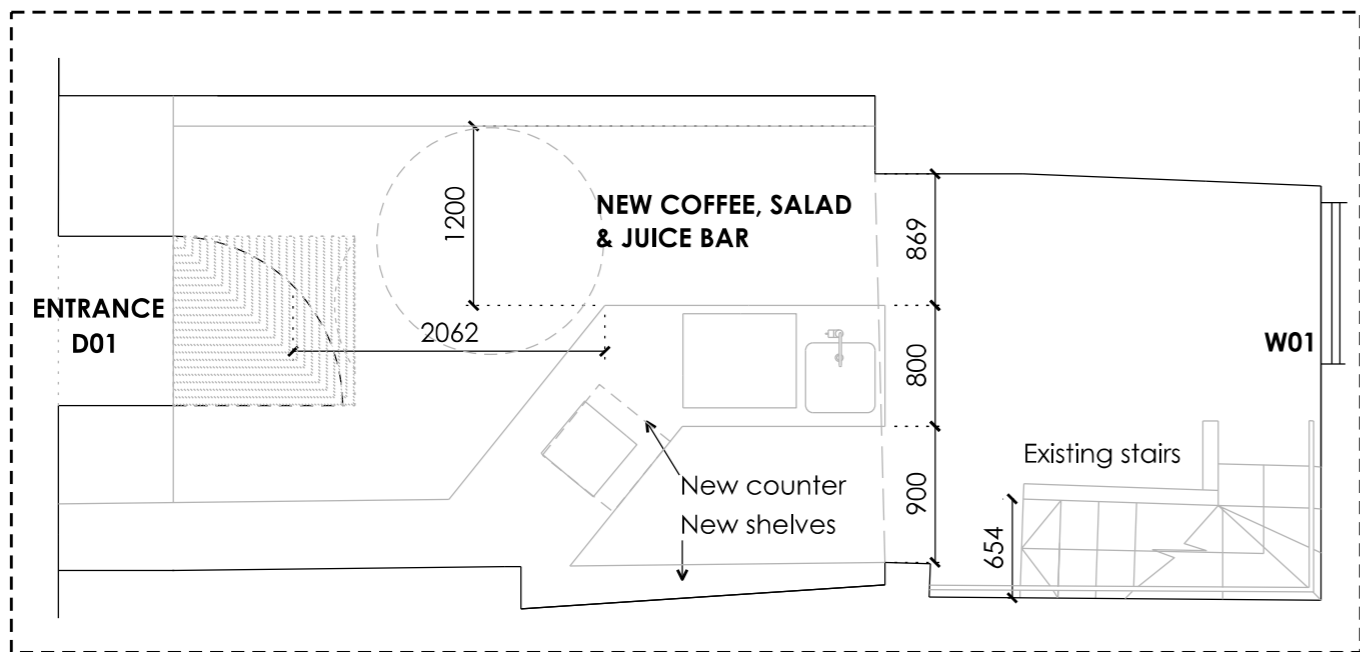 1200
NEW COFFEE, SALAD
& JUICE BAR
869
ENTRANCE
D01
2062
800
W01
Existing stairs
New counter
New shelves
900
654